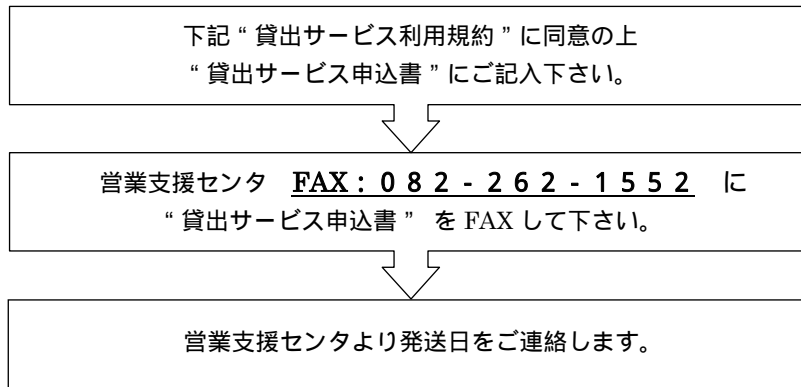 下記“貸出サービス利用規約”に同意の上
“貸出サービス申込書”にご記入下さい。
営業支援センタ　FAX：０８２－２６２－１５５２　に
“貸出サービス申込書”　を FAX して下さい。
営業支援センタより発送日をご連絡します。